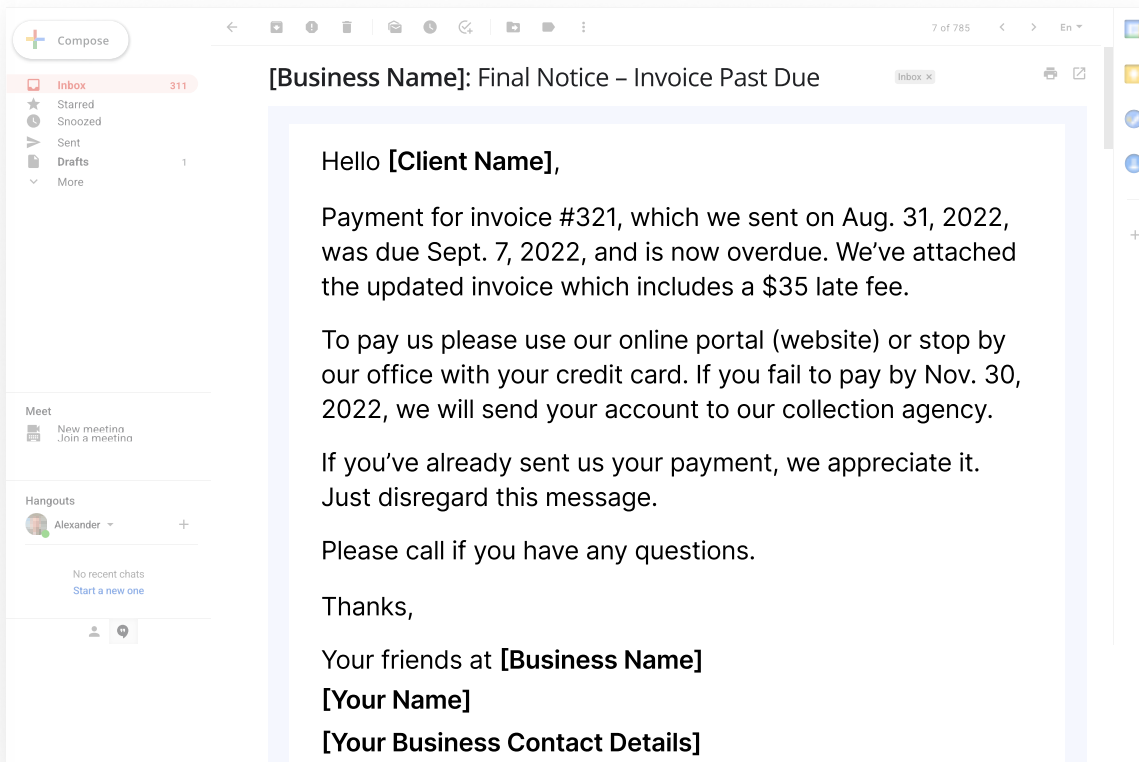 Compose
7 of 785
En
Inbox 311
Starred
Snoozed
Sent
Drafts 1
More
[Business Name]: Final Notice – Invoice Past Due
Inbox ×
Hello [Client Name],
Payment for invoice #321, which we sent on Aug. 31, 2022,
was due Sept. 7, 2022, and is now overdue. We’ve attached
the updated invoice which includes a $35 late fee.
To pay us please use our online portal (website) or stop by
our office with your credit card. If you fail to pay by Nov. 30,
2022, we will send your account to our collection agency.
If you’ve already sent us your payment, we appreciate it.
Just disregard this message.
Please call if you have any questions.
Thanks,
Your friends at [Business Name]
[Your Name]
[Your Business Contact Details]
Meet
New meeting
Join a meeting
Hangouts
Alexander
No recent chats
Start a new one